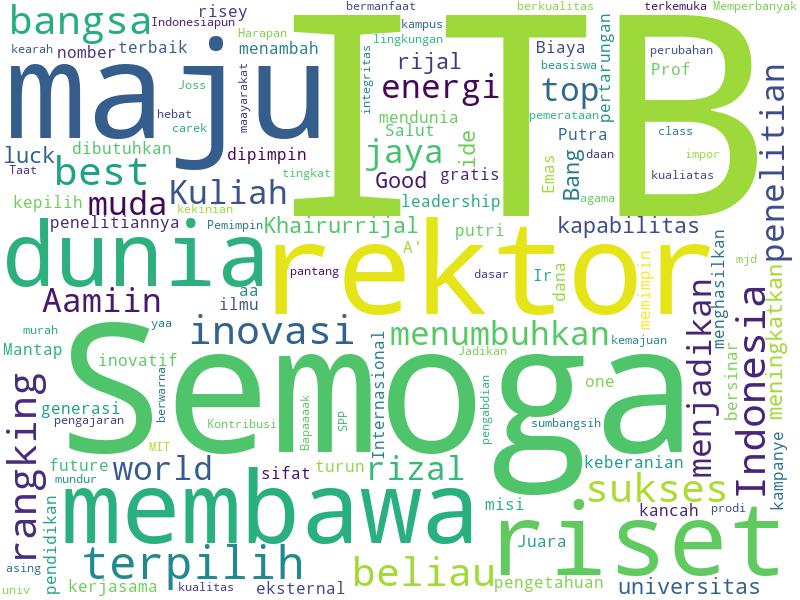 bangsa
Indonesiapun
risey
bermanfaat
kampus
berkualitas
terkemuka
Memperbanyak
kearah
nomber
terbaik
Harapan
menambah
lingkungan
ITB
Biaya
pertarungan
perubahan
maju
Joss
maayarakat
integritas
rijal
energi
beasiswa
top
Prof
hebat
carek
mendunia
Salut
pemerataan
Putra
class
penelitian
luck
dibutuhkan
dipimpin
jaya
ide
Bang
daan
impor
Taat
best
tingkat
Good
gratis
Emas
kualiatas
kepilih
muda
Kuliah
kekinian
leadership
agama
penelitiannya
Pemimpin
Khairurrijal
putri
kapabilitas
dunia
rektor
A'
menghasilkan
mjd
pantang
dasar
Ir
dana
memimpin
Aamiin
aa
ilmu
menjadikan
Indonesia
meningkatkan
murah
yaa
inovasi
menumbuhkan
kemajuan
Mantap
inovatif
Semoga
Internasional
Jadikan
bersinar
rangking
berwarna
one
generasi
pengajaran
Kontribusi
Bapaaaak
SPP
pengabdian
sumbangsih
MIT
future
mundur
world
sifat
turun
rizal
keberanian
kampanye
pendidikan
membawa
misi
sukses
kancah
prodi
riset
Juara
asing
terpilih
univ
kerjasama
kualitas
eksternal
beliau
pengetahuan
universitas